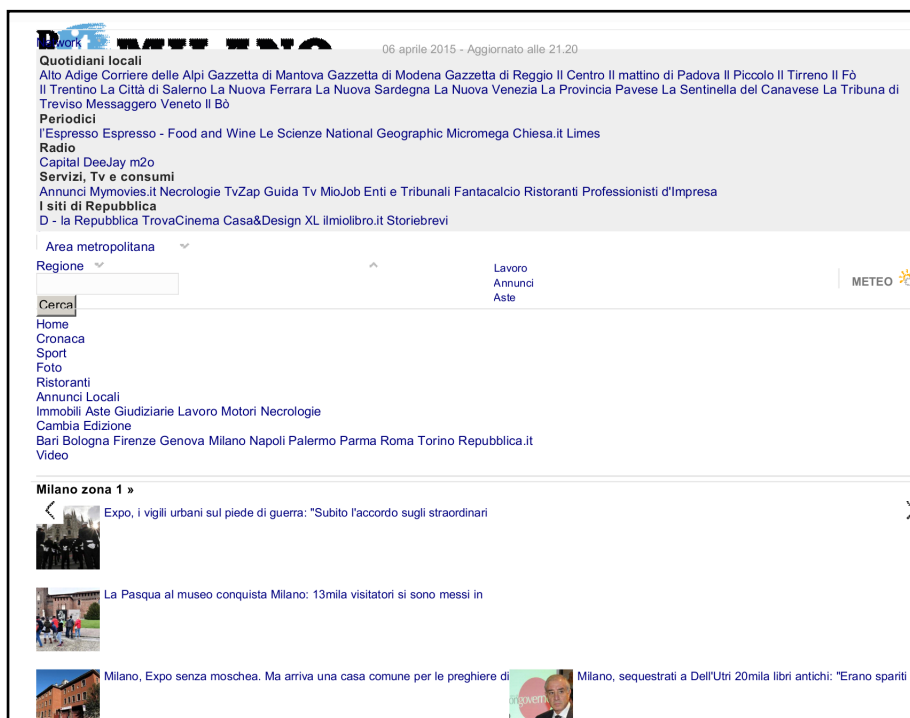 Network
MILANO
06 aprile 2015 - Aggiornato alle 21.20
Quotidiani locali
Alto Adige Corriere delle Alpi Gazzetta di Mantova Gazzetta di Modena Gazzetta di Reggio Il Centro Il mattino di Padova Il Piccolo Il Tirreno Il Fò
Il Trentino La Città di Salerno La Nuova Ferrara La Nuova Sardegna La Nuova Venezia La Provincia Pavese La Sentinella del Canavese La Tribuna di
Treviso Messaggero Veneto Il Bò
Periodici
l'Espresso Espresso - Food and Wine Le Scienze National Geographic Micromega Chiesa.it Limes
Radio
Capital DeeJay m2o
Servizi, Tv e consumi
Annunci Mymovies.it Necrologie TvZap Guida Tv MioJob Enti e Tribunali Fantacalcio Ristoranti Professionisti d'Impresa
I siti di Repubblica
D - la Repubblica TrovaCinema Casa&Design XL ilmiolibro.it Storiebrevi
Area metropolitana
Regione
Lavoro
Annunci
Aste
METEO
Cerca
Home
Cronaca
Sport
Foto
Ristoranti
Annunci Locali
Immobili Aste Giudiziarie Lavoro Motori Necrologie
Cambia Edizione
Bari Bologna Firenze Genova Milano Napoli Palermo Parma Roma Torino Repubblica.it
Video
Milano zona 1 »
Expo, i vigili urbani sul piede di guerra: "Subito l'accordo sugli straordinari
La Pasqua al museo conquista Milano: 13mila visitatori si sono messi in
Milano, Expo senza moschea. Ma arriva una casa comune per le preghiere di
Milano, sequestrati a Dell'Utri 20mila libri antichi: "Erano spariti